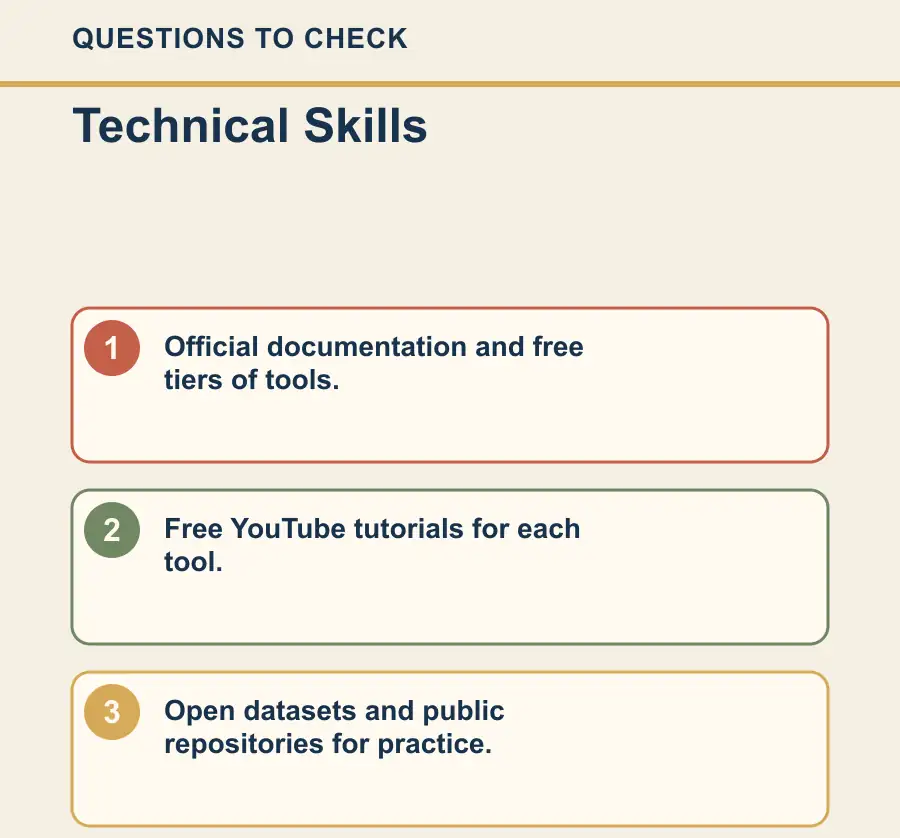 QUESTIONS TO CHECK
Technical Skills
1
Official documentation and free
tiers of tools.
2
Free YouTube tutorials for each
tool.
3
Open datasets and public
repositories for practice.